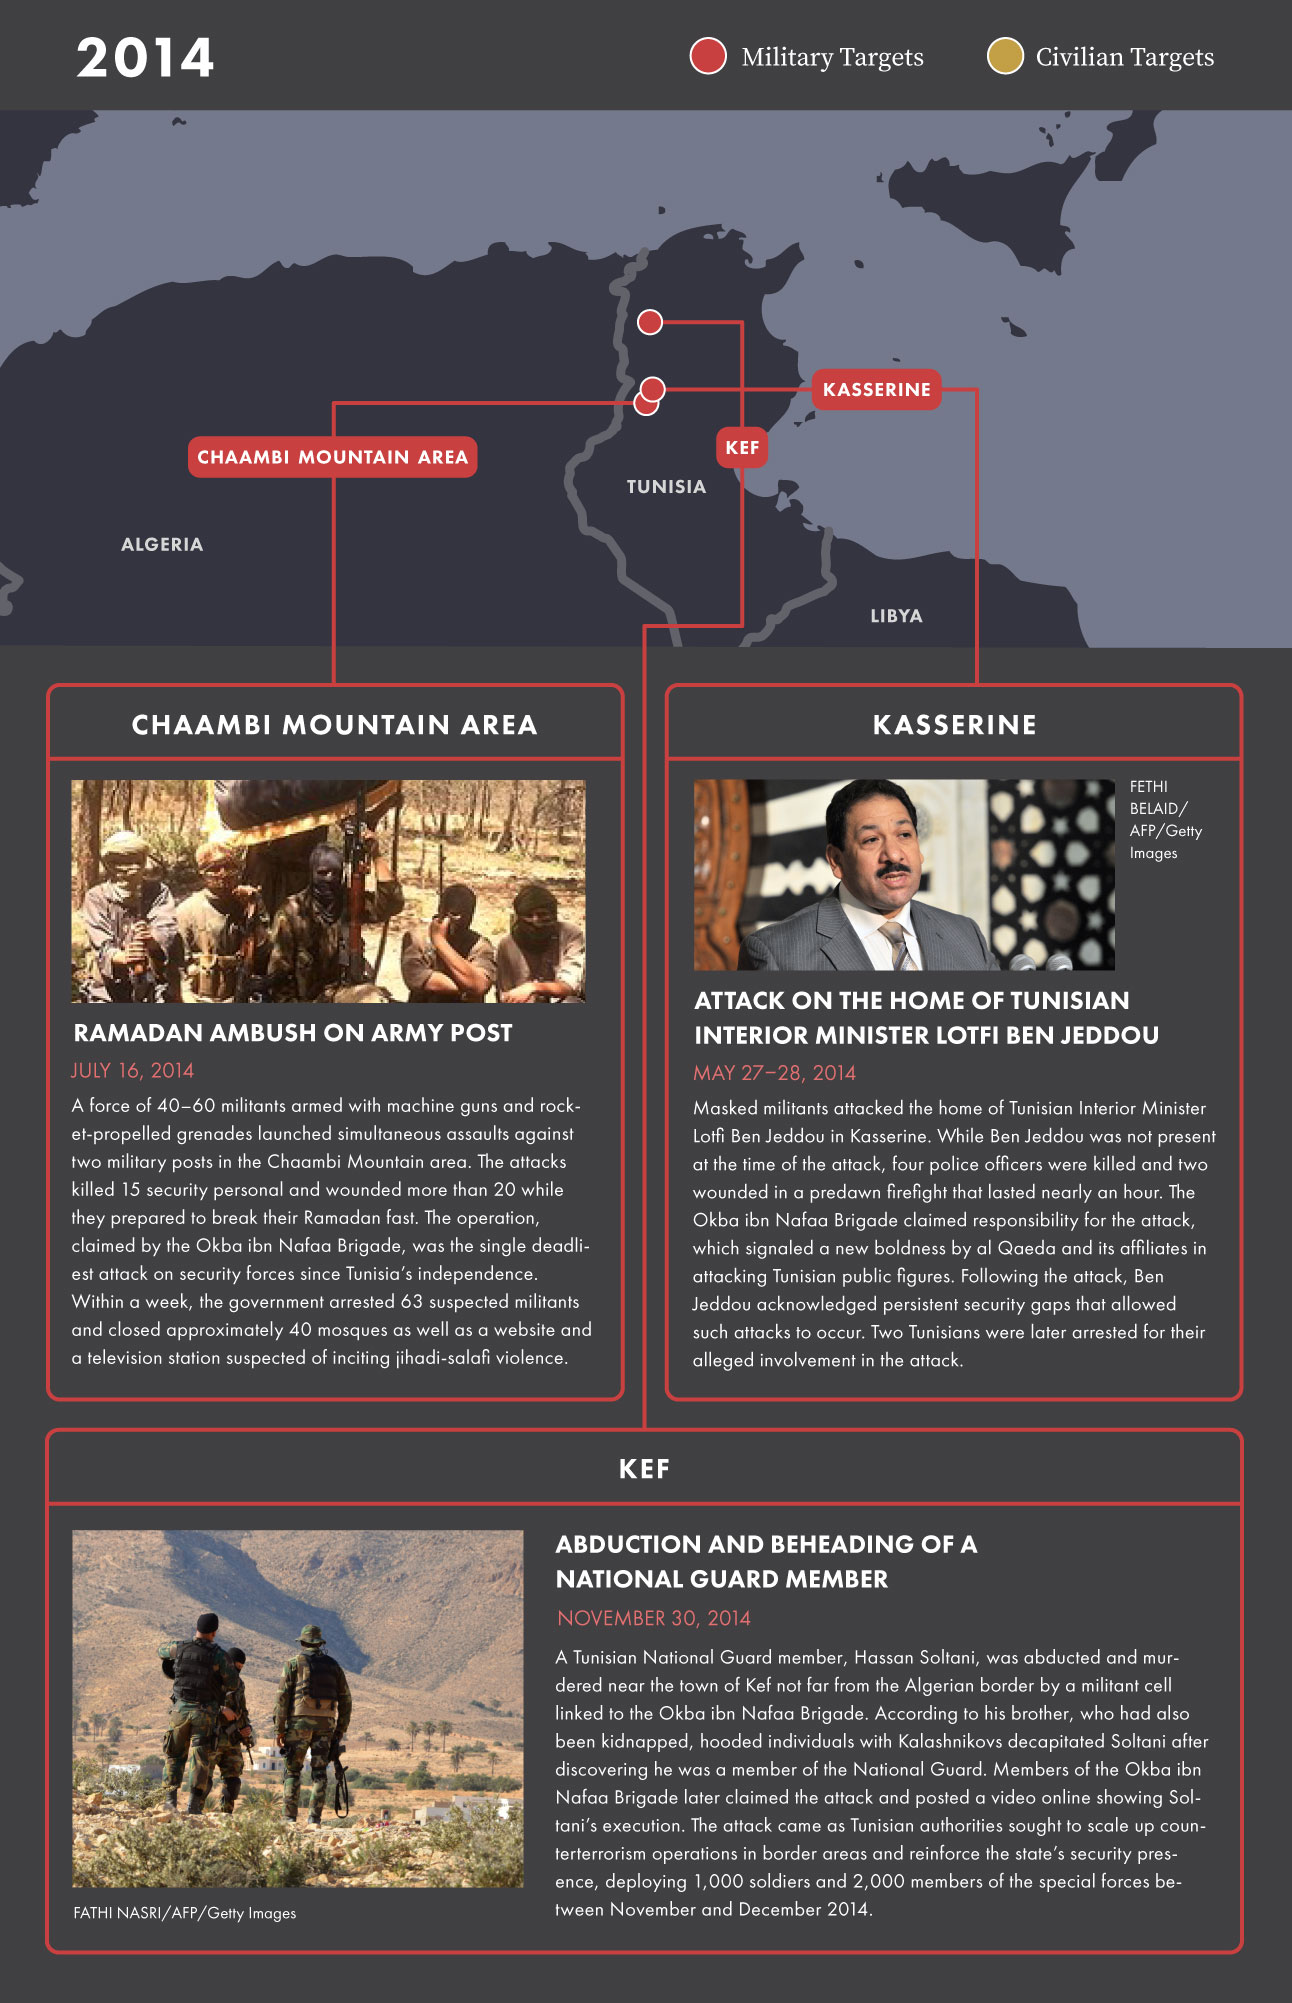 2014
Military Targets
Civilian Targets
KASSERINE
KEF
CHAAMBI MOUNTAIN AREA
TUNISIA
ALGERIA
LIBYA
CHAAMBI MOUNTAIN AREA
RAMADAN AMBUSH ON ARMY POST
JULY 16, 2014
A force of 40–60 militants armed with machine guns and rock-
et-propelled grenades launched simultaneous assaults against
two military posts in the Chaambi Mountain area. The attacks
killed 15 security personal and wounded more than 20 while
they prepared to break their Ramadan fast. The operation,
claimed by the Okba ibn Nafaa Brigade, was the single deadli-
est attack on security forces since Tunisia's independence.
Within a week, the government arrested 63 suspected militants
and closed approximately 40 mosques as well as a website and
a television station suspected of inciting jihadi-salafi violence.
KASSERINE
FETHI
BELAID/
AFP/Getty
Images
ATTACK ON THE HOME OF TUNISIAN
INTERIOR MINISTER LOTFI BEN JEDDOU
MAY 27–28, 2014
Masked militants attacked the home of Tunisian Interior Minister
Lotfi Ben Jeddou in Kasserine. While Ben Jeddou was not present
at the time of the attack, four police officers were killed and two
wounded in a predawn firefight that lasted nearly an hour. The
Okba ibn Nafaa Brigade claimed responsibility for the attack,
which signaled a new boldness by al Qaeda and its affiliates in
attacking Tunisian public figures. Following the attack, Ben
Jeddou acknowledged persistent security gaps that allowed
such attacks to occur. Two Tunisians were later arrested for their
alleged involvement in the attack.
KEF
FATHI NASRI/AFP/Getty Images
ABDUCTION AND BEHEADING OF A
NATIONAL GUARD MEMBER
NOVEMBER 30, 2014
A Tunisian National Guard member, Hassan Soltani, was abducted and mur-
dered near the town of Kef not far from the Algerian border by a militant cell
linked to the Okba ibn Nafaa Brigade. According to his brother, who had also
been kidnapped, hooded individuals with Kalashnikovs decapitated Soltani after
discovering he was a member of the National Guard. Members of the Okba ibn
Nafaa Brigade later claimed the attack and posted a video online showing Sol-
tani's execution. The attack came as Tunisian authorities sought to scale up coun-
terterrorism operations in border areas and reinforce the state's security pres-
ence, deploying 1,000 soldiers and 2,000 members of the special forces be-
tween November and December 2014.